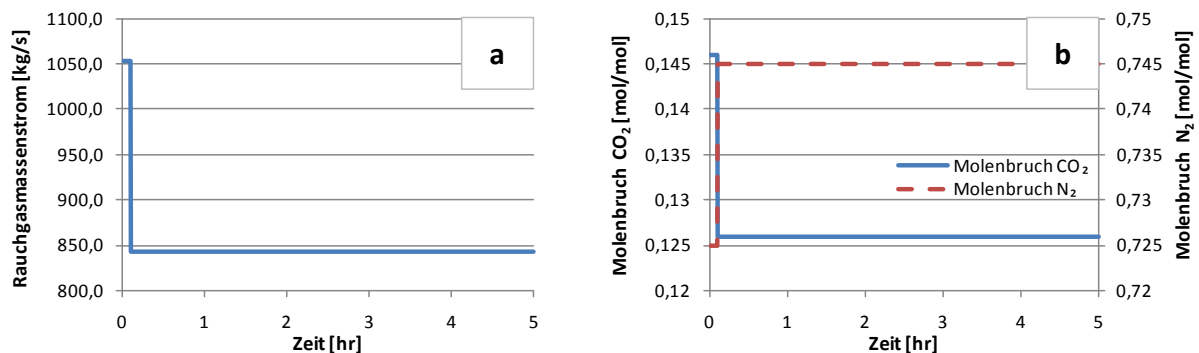 a
Rauchgasmassenstrom [kg/s]
1100,0
1050,0
1000,0
950,0
900,0
850,0
800,0
0 1 2 3 4 5
Zeit [hr]
b
Molenbruch CO₂ [mol/mol]
0,15
0,145
0,14
0,135
0,13
0,125
0,12
Molenbruch CO₂
Molenbruch N₂
0 1 2 3 4 5
Zeit [hr]
0,75
0,745
0,74
0,735
0,73
0,725
0,72
Molenbruch N₂ [mol/mol]